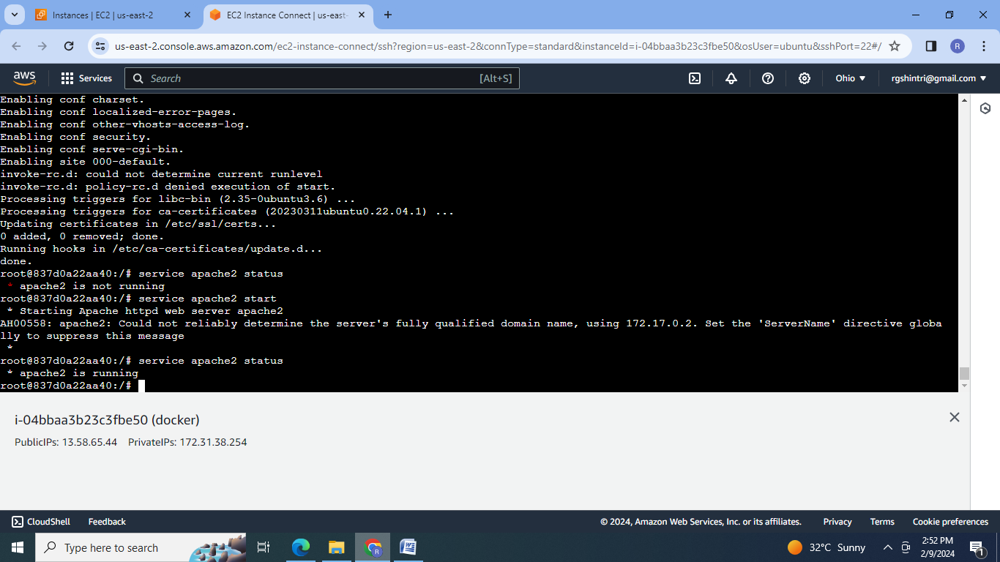 Instances | EC2 | us-east-2
EC2 Instance Connect | us-east-
us-east-2.console.aws.amazon.com/ec2-instance-connect/ssh?region=us-east-2&connType=standard&instanceId=i-04bbaa3b23c3fbe50&osUser=ubuntu&sshPort=22#/
R
aws
Services
Search
[Alt+S]
Ohio
rgshintri@gmail.com
Enabling conf charset.
Enabling conf localized-error-pages.
Enabling conf other-vhosts-access-log.
Enabling conf security.
Enabling conf serve-cgi-bin.
Enabling site 000-default.
invoke-rc.d: could not determine current runlevel
invoke-rc.d: policy-rc.d denied execution of start.
Processing triggers for libc-bin (2.35-0ubuntu3.6) ...
Processing triggers for ca-certificates (20230311ubuntu0.22.04.1) ...
Updating certificates in /etc/ssl/certs...
0 added, 0 removed; done.
Running hooks in /etc/ca-certificates/update.d...
done.
root@837d0a22aa40:/# service apache2 status
* apache2 is not running
root@837d0a22aa40:/# service apache2 start
* Starting Apache httpd web server apache2
AH00558: apache2: Could not reliably determine the server's fully qualified domain name, using 172.17.0.2. Set the 'ServerName' directive globa
lly to suppress this message
*
root@837d0a22aa40:/# service apache2 status
* apache2 is running
root@837d0a22aa40:/#
i-04bbaa3b23c3fbe50 (docker)
PublicIPs: 13.58.65.44 PrivateIPs: 172.31.38.254
CloudShell
Feedback
© 2024, Amazon Web Services, Inc. or its affiliates.
Privacy
Terms
Cookie preferences
Type here to search
R
W
32°C Sunny
2:52 PM
2/9/2024
1